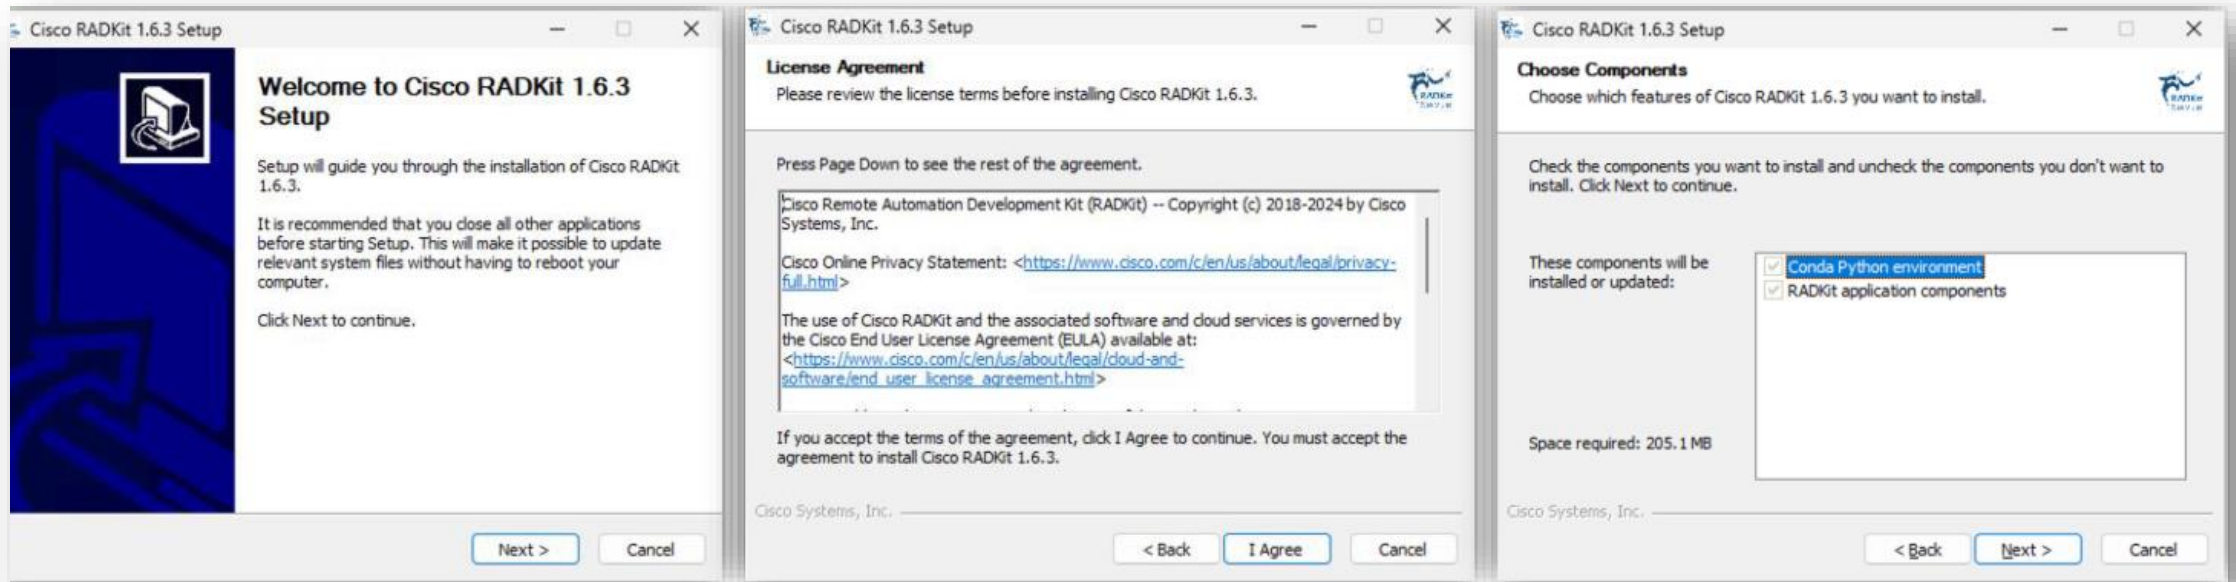 Cisco RADKit 1.6.3 Setup
Welcome to Cisco RADKit 1.6.3
Setup
Setup will guide you through the installation of Cisco RADKit
1.6.3.
It is recommended that you close all other applications
before starting Setup. This will make it possible to update
relevant system files without having to reboot your
computer.
Click Next to continue.
Next >
Cancel
Cisco RADKit 1.6.3 Setup
License Agreement
Please review the license terms before installing Cisco RADKit 1.6.3.
RADKit
Press Page Down to see the rest of the agreement.
Cisco Remote Automation Development Kit (RADKit) -- Copyright (c) 2018-2024 by Cisco
Systems, Inc.
Cisco Online Privacy Statement: <https://www.cisco.com/c/en/us/about/legal/privacy-
full.html>
The use of Cisco RADKit and the associated software and cloud services is governed by
the Cisco End User License Agreement (EULA) available at:
<https://www.cisco.com/c/en/us/about/legal/cloud-and-
software/end_user_license_agreement.html>
If you accept the terms of the agreement, click I Agree to continue. You must accept the
agreement to install Cisco RADKit 1.6.3.
Cisco Systems, Inc.
< Back
I Agree
Cancel
Cisco RADKit 1.6.3 Setup
Choose Components
Choose which features of Cisco RADKit 1.6.3 you want to install.
RADKit
Check the components you want to install and uncheck the components you don't want to
install. Click Next to continue.
These components will be
installed or updated:
Conda Python environment
RADKit application components
Space required: 205.1 MB
Cisco Systems, Inc.
< Back
Next >
Cancel